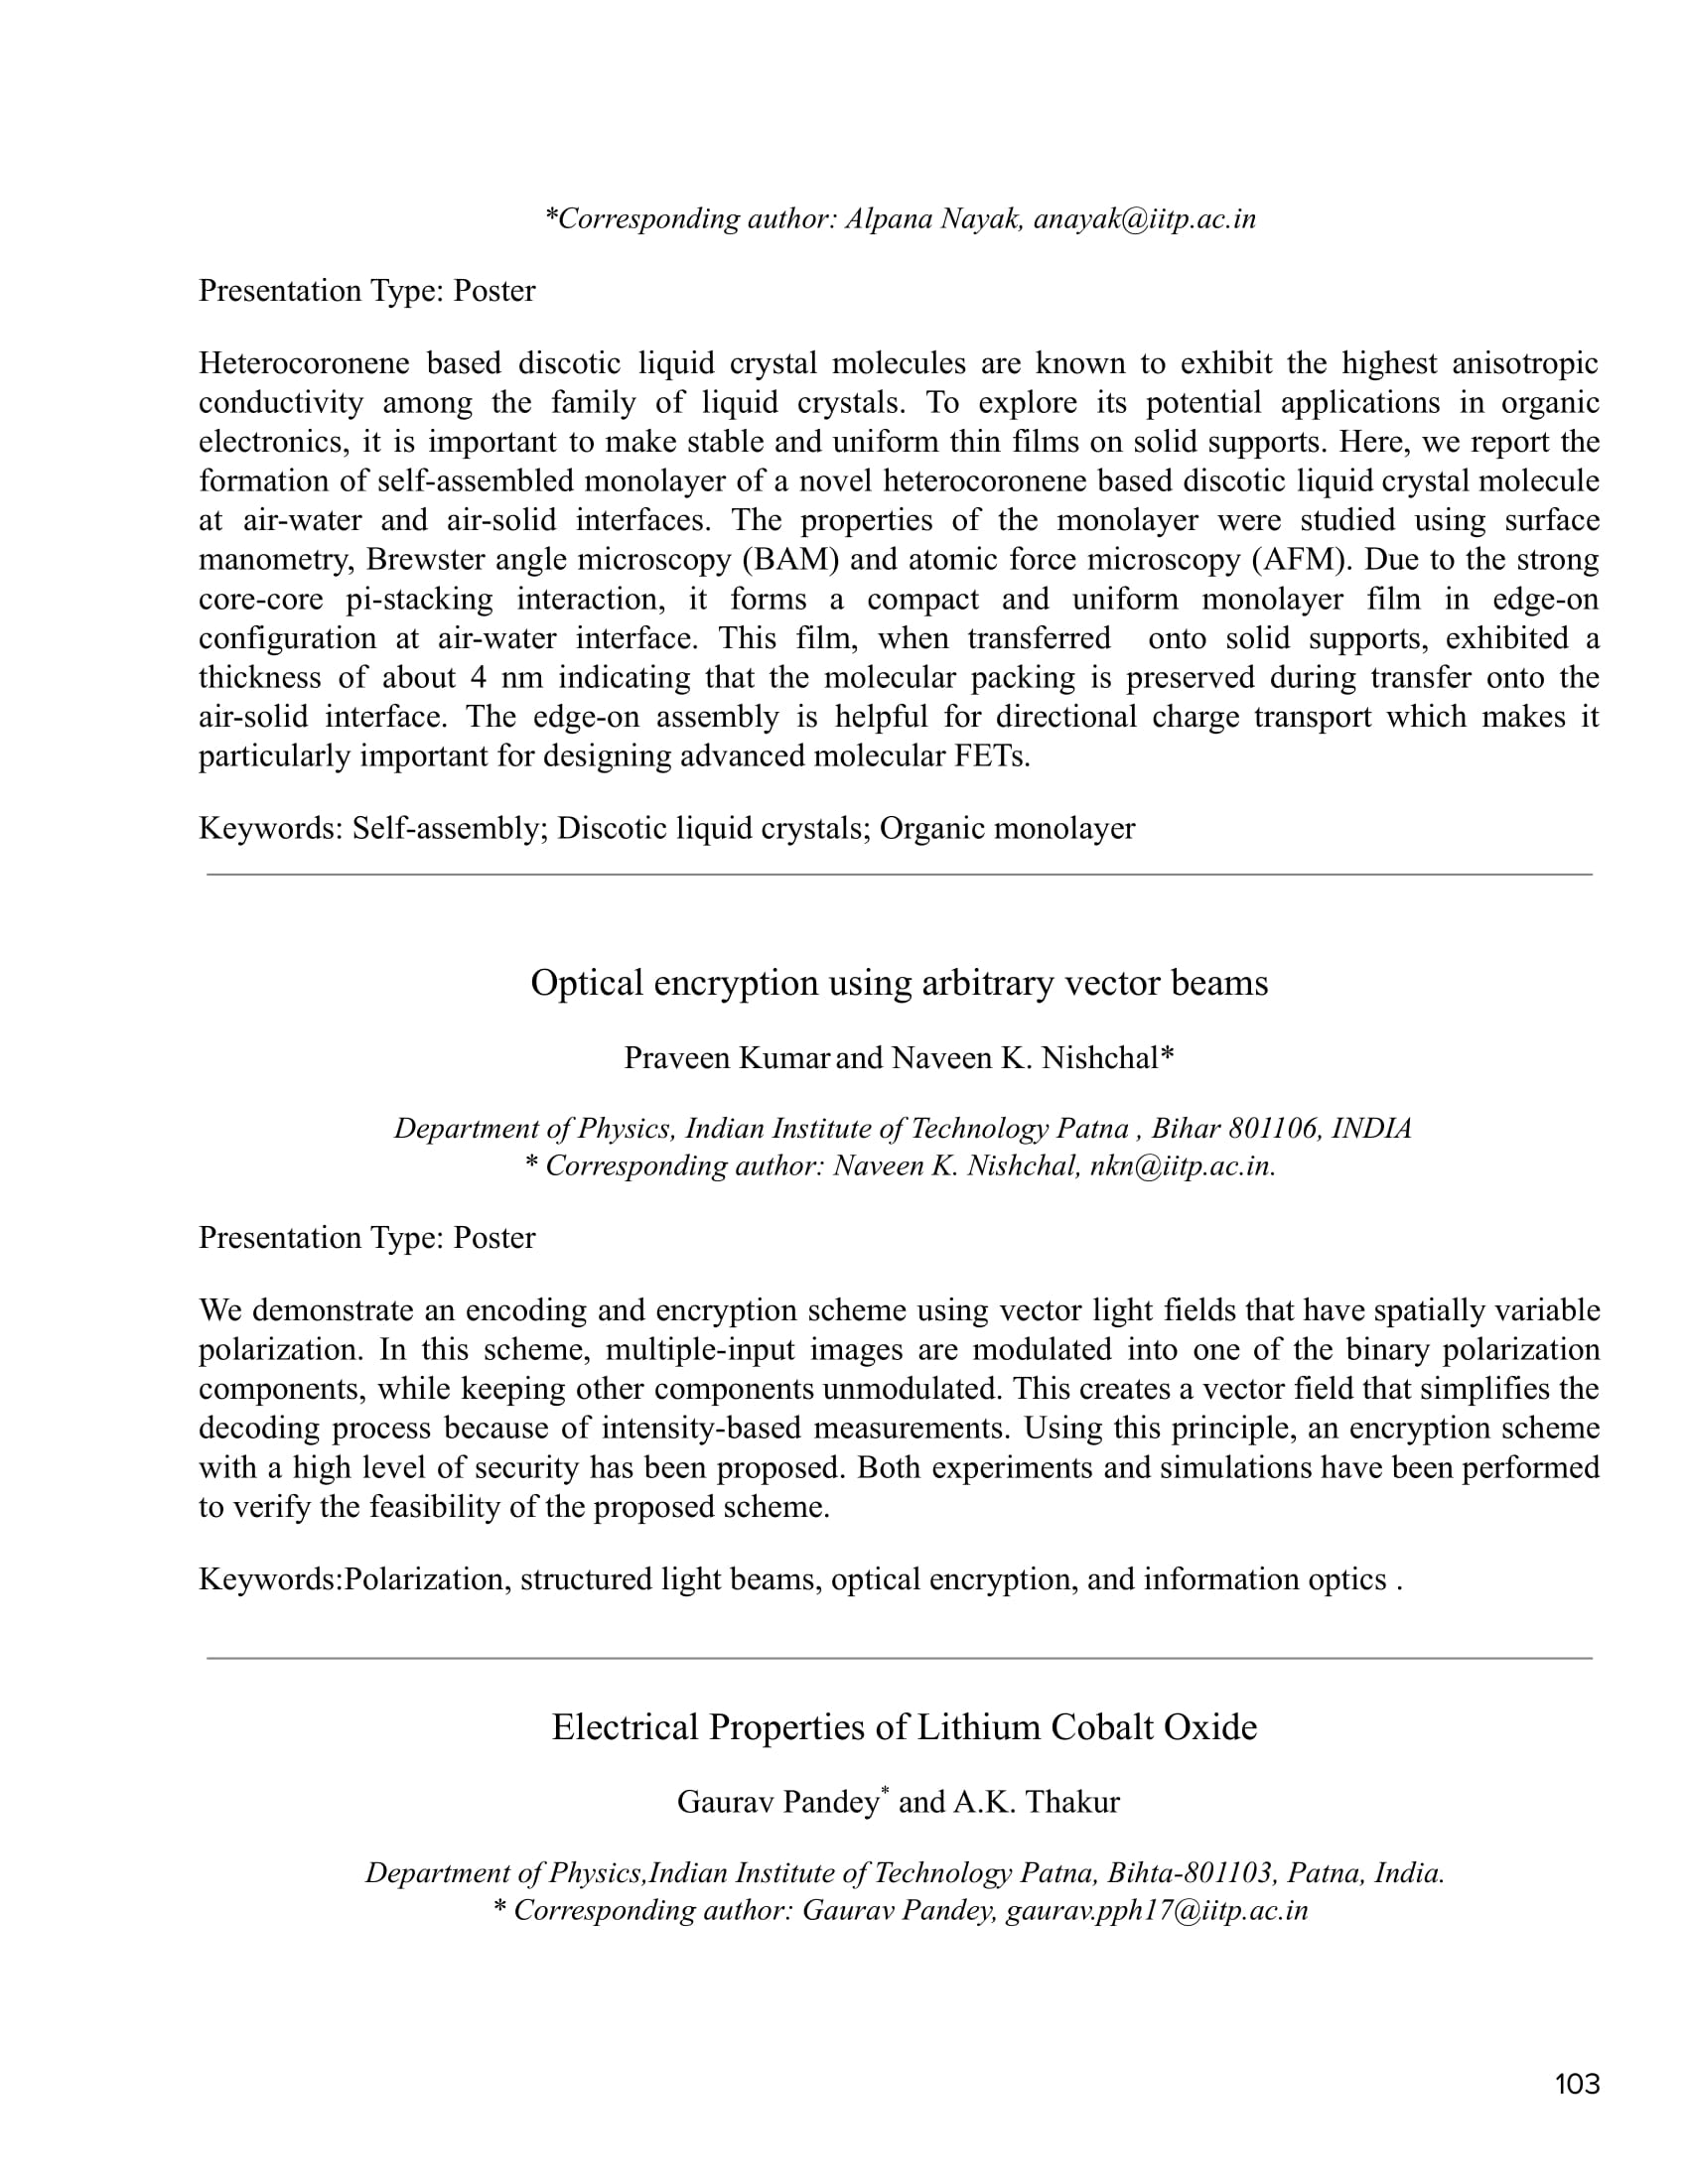 *Corresponding author: Alpana Nayak, anayak@iitp.ac.in
Presentation Type: Poster
Heterocoronene based discotic liquid crystal molecules are known to exhibit the highest anisotropic
conductivity among the family of liquid crystals. To explore its potential applications in organic
electronics, it is important to make stable and uniform thin films on solid supports. Here, we report the
formation of self-assembled monolayer of a novel heterocoronene based discotic liquid crystal molecule
at air-water and air-solid interfaces. The properties of the monolayer were studied using surface
manometry, Brewster angle microscopy (BAM) and atomic force microscopy (AFM). Due to the strong
core-core pi-stacking interaction, it forms a compact and uniform monolayer film in edge-on
configuration at air-water interface. This film, when transferred onto solid supports, exhibited a
thickness of about 4 nm indicating that the molecular packing is preserved during transfer onto the
air-solid interface. The edge-on assembly is helpful for directional charge transport which makes it
particularly important for designing advanced molecular FETs.
Keywords: Self-assembly; Discotic liquid crystals; Organic monolayer
Optical encryption using arbitrary vector beams
Praveen Kumar and Naveen K. Nishchal*
Department of Physics, Indian Institute of Technology Patna , Bihar 801106, INDIA
* Corresponding author: Naveen K. Nishchal, nkn@iitp.ac.in.
Presentation Type: Poster
We demonstrate an encoding and encryption scheme using vector light fields that have spatially variable
polarization. In this scheme, multiple-input images are modulated into one of the binary polarization
components, while keeping other components unmodulated. This creates a vector field that simplifies the
decoding process because of intensity-based measurements. Using this principle, an encryption scheme
with a high level of security has been proposed. Both experiments and simulations have been performed
to verify the feasibility of the proposed scheme.
Keywords:Polarization, structured light beams, optical encryption, and information optics .
Electrical Properties of Lithium Cobalt Oxide
Gaurav Pandey* and A.K. Thakur
Department of Physics,Indian Institute of Technology Patna, Bihta-801103, Patna, India.
* Corresponding author: Gaurav Pandey, gaurav.pph17@iitp.ac.in
103